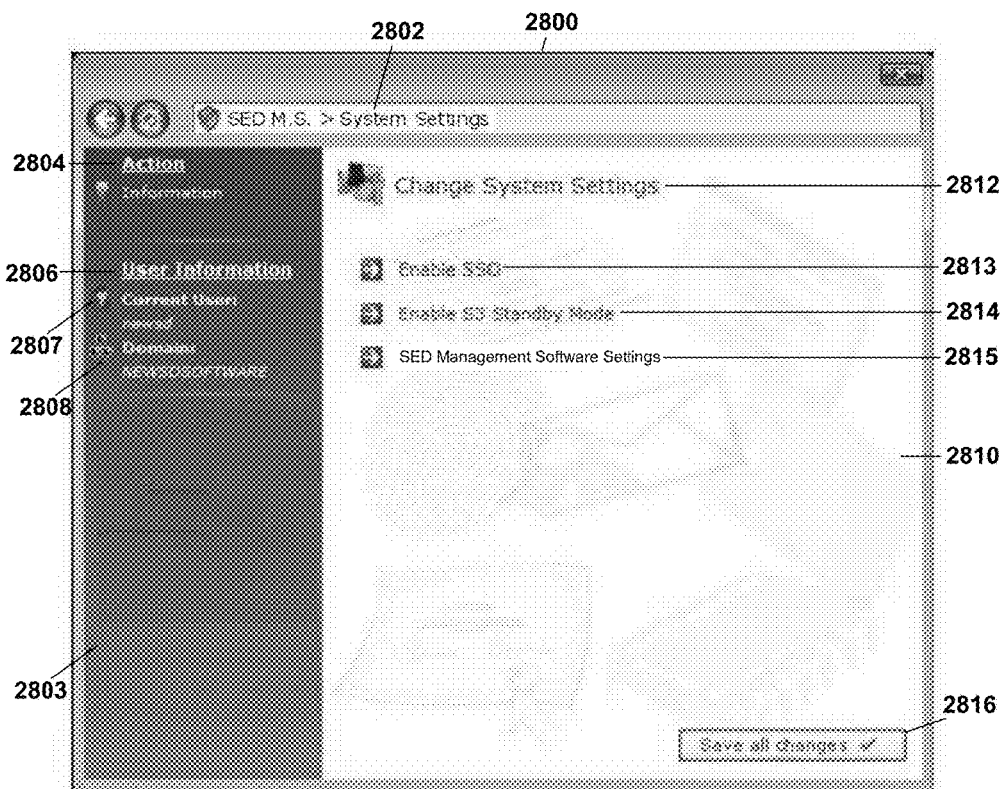 2802
2800
SED M.S. > System Settings
2804
Action
Information
Change System Settings
2812
2806
User Information
Enable SSO
2813
Current User:
Enable S3 Standby Mode
2814
2807
Domain:
SED Management Software Settings
2815
2808
2810
2803
2816
Save all changes